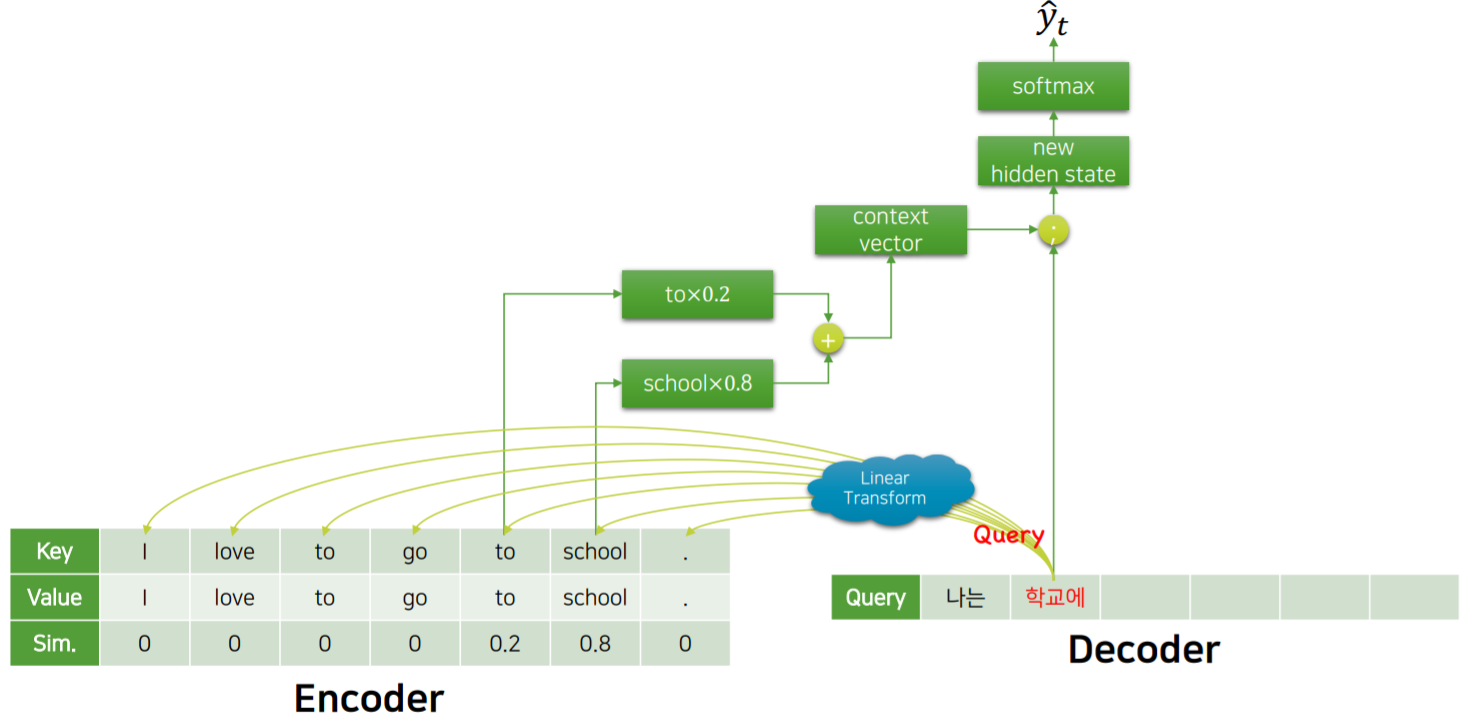 ŷt
softmax
new
hidden state
context
vector
;
to×0.2
+
school×0.8
Linear
Transform
Query
Key I love to go to school .
Value I love to go to school .
Sim. 0 0 0 0 0.2 0.8 0
Encoder
Query 나는 학교에
Decoder